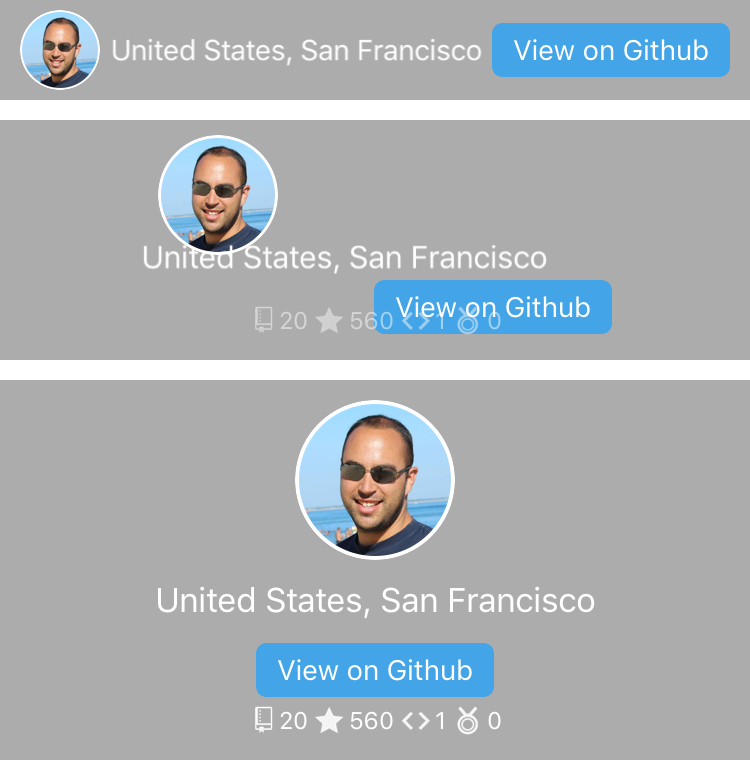 United States, San Francisco View on Github
United States, San Francisco
View on Github
20 560 1 0
United States, San Francisco
View on Github
20 560 <> 1 0